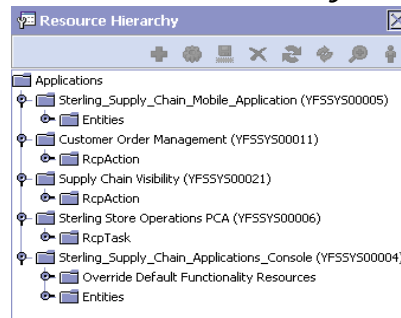 Resource Hierarchy
Applications
Sterling_Supply_Chain_Mobile_Application (YFSSYS00005)
Entities
Customer Order Management (YFSSYS00011)
RcpAction
Supply Chain Visibility (YFSSYS00021)
RcpAction
Sterling Store Operations PCA (YFSSYS00006)
RcpTask
Sterling_Supply_Chain_Applications_Console (YFSSYS00004)
Override Default Functionality Resources
Entities